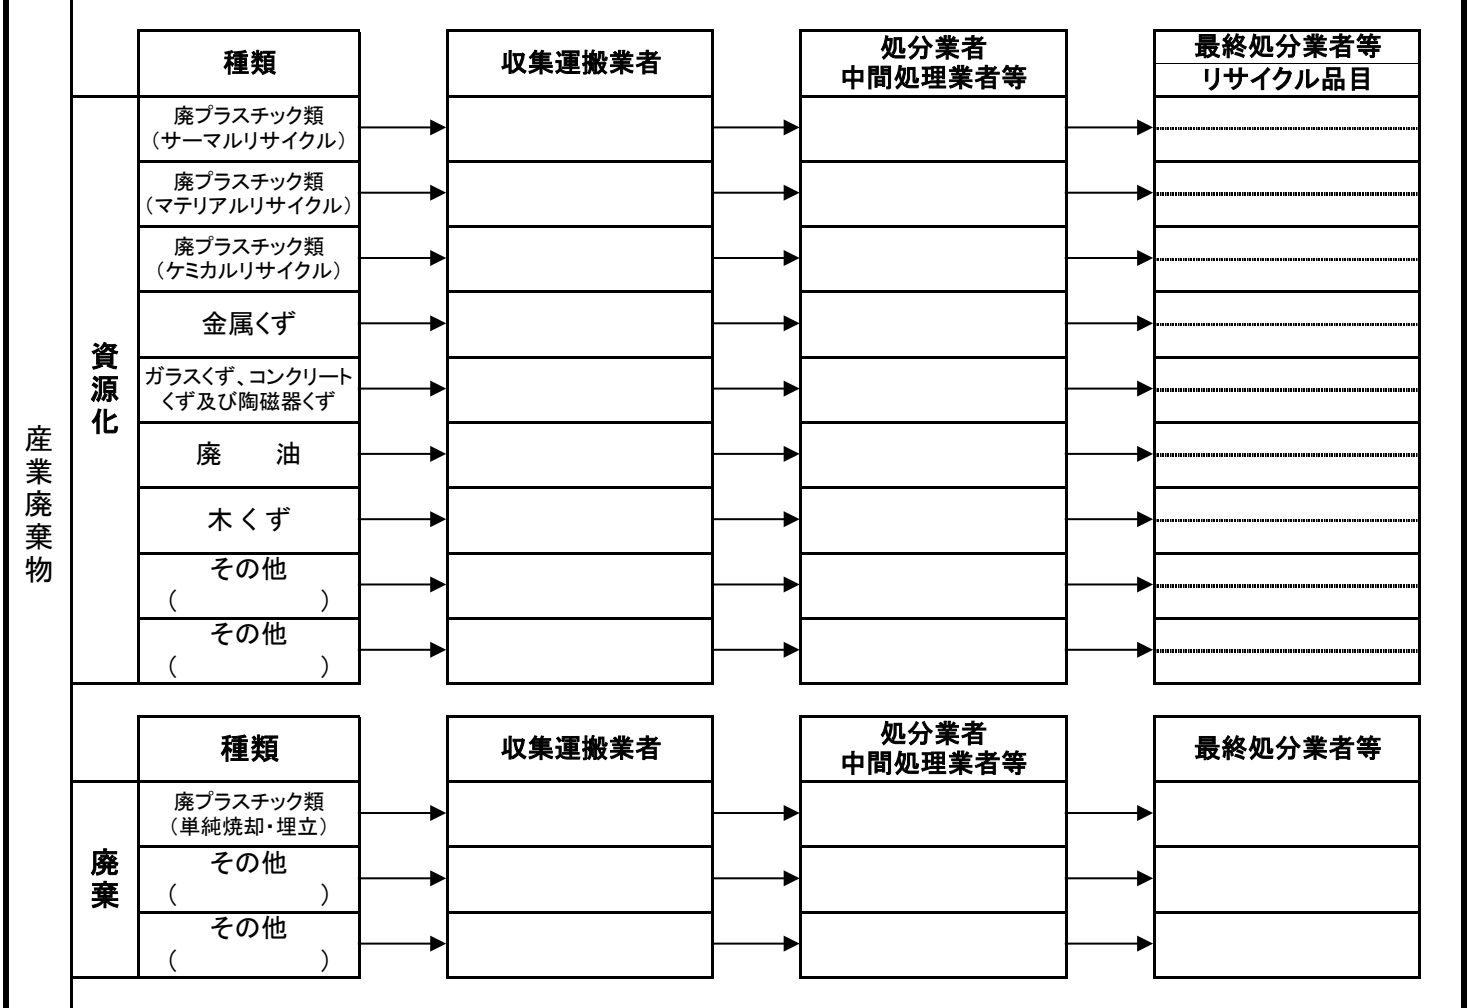 産業廃棄物
資源化
種類
収集運搬業者
処分業者
中間処理業者等
最終処分業者等
リサイクル品目
廃プラスチック類
（サーマルリサイクル）
廃プラスチック類
（マテリアルリサイクル）
廃プラスチック類
（ケミカルリサイクル）
金属くず
ガラスくず、コンクリート
くず及び陶磁器くず
廃　　油
木くず
その他
（　　　　　　）
その他
（　　　　　　）
廃棄
種類
収集運搬業者
処分業者
中間処理業者等
最終処分業者等
廃プラスチック類
（単純焼却・埋立）
その他
（　　　　　　）
その他
（　　　　　　）